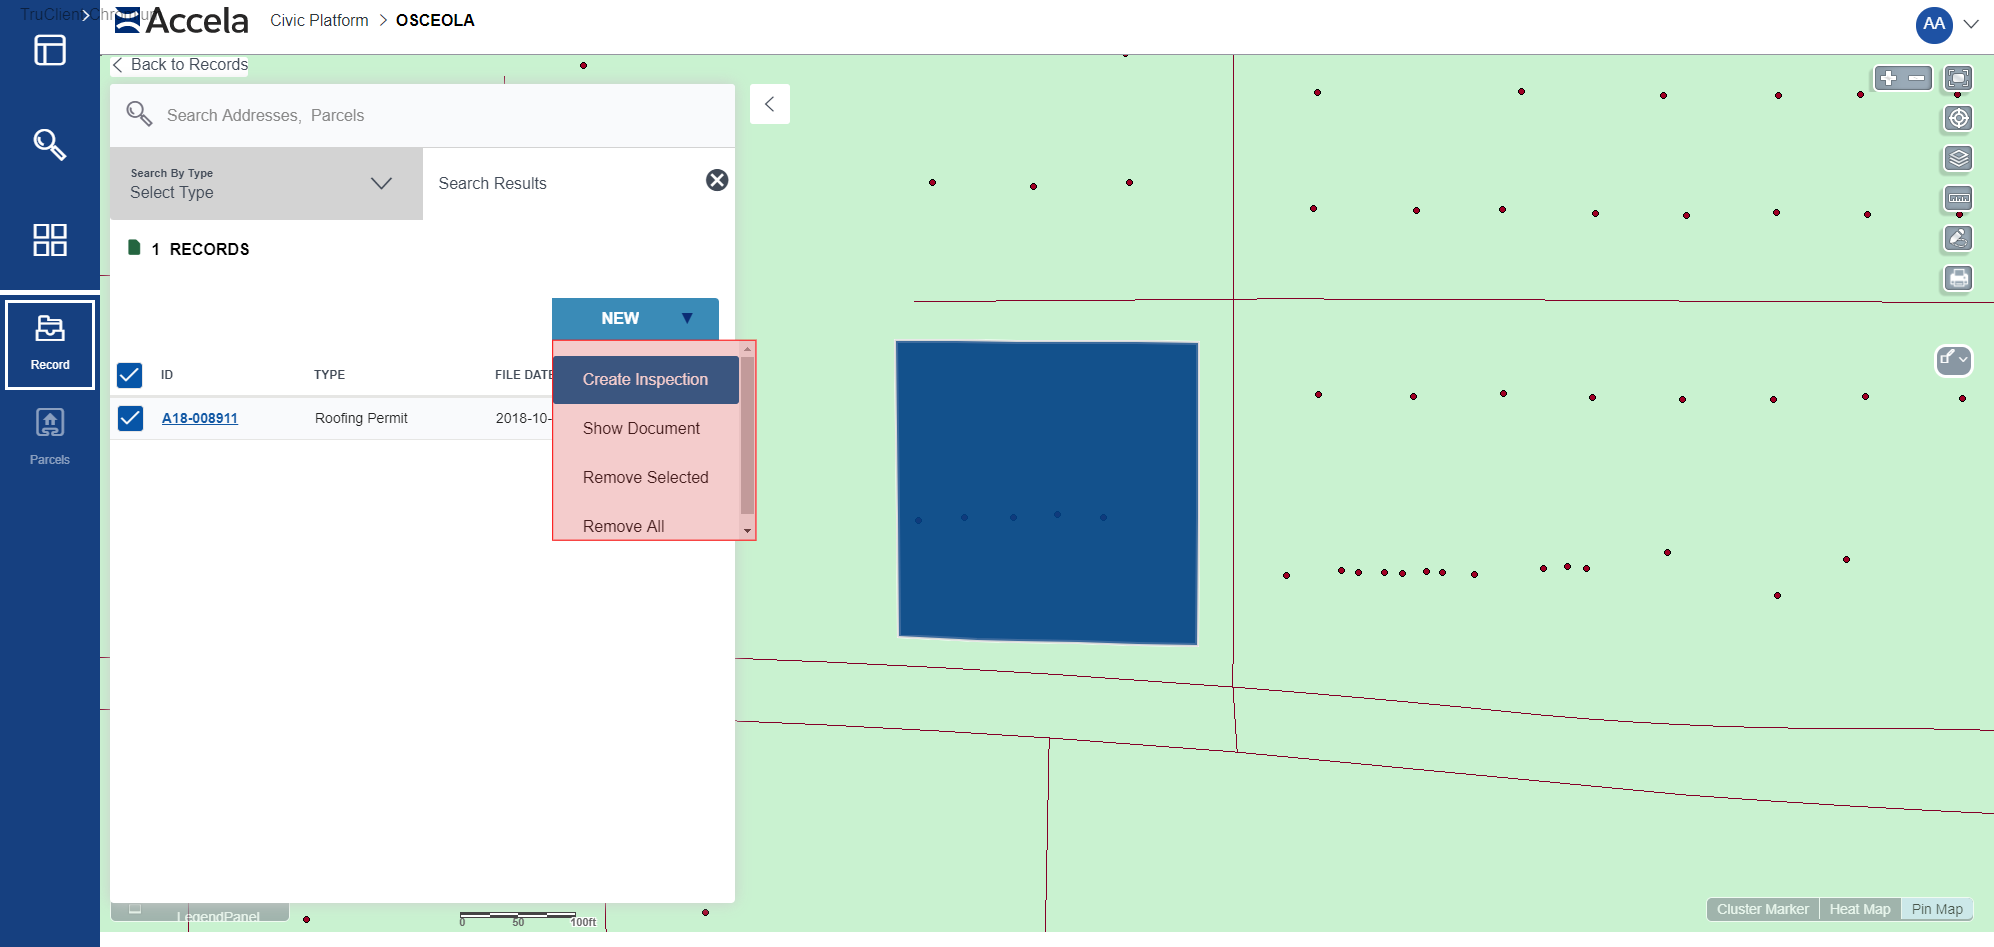 TruClient Chromium
Accela
Civic Platform > OSCEOLA
AA
Back to Records
Search Addresses, Parcels
Search By Type
Select Type
Search Results
1 RECORDS
NEW
ID TYPE FILE DATE
A18-008911 Roofing Permit 2018-10-
Create Inspection
Show Document
Remove Selected
Remove All
Record
Parcels
LegendPanel
0 50 100ft
Cluster Marker Heat Map Pin Map